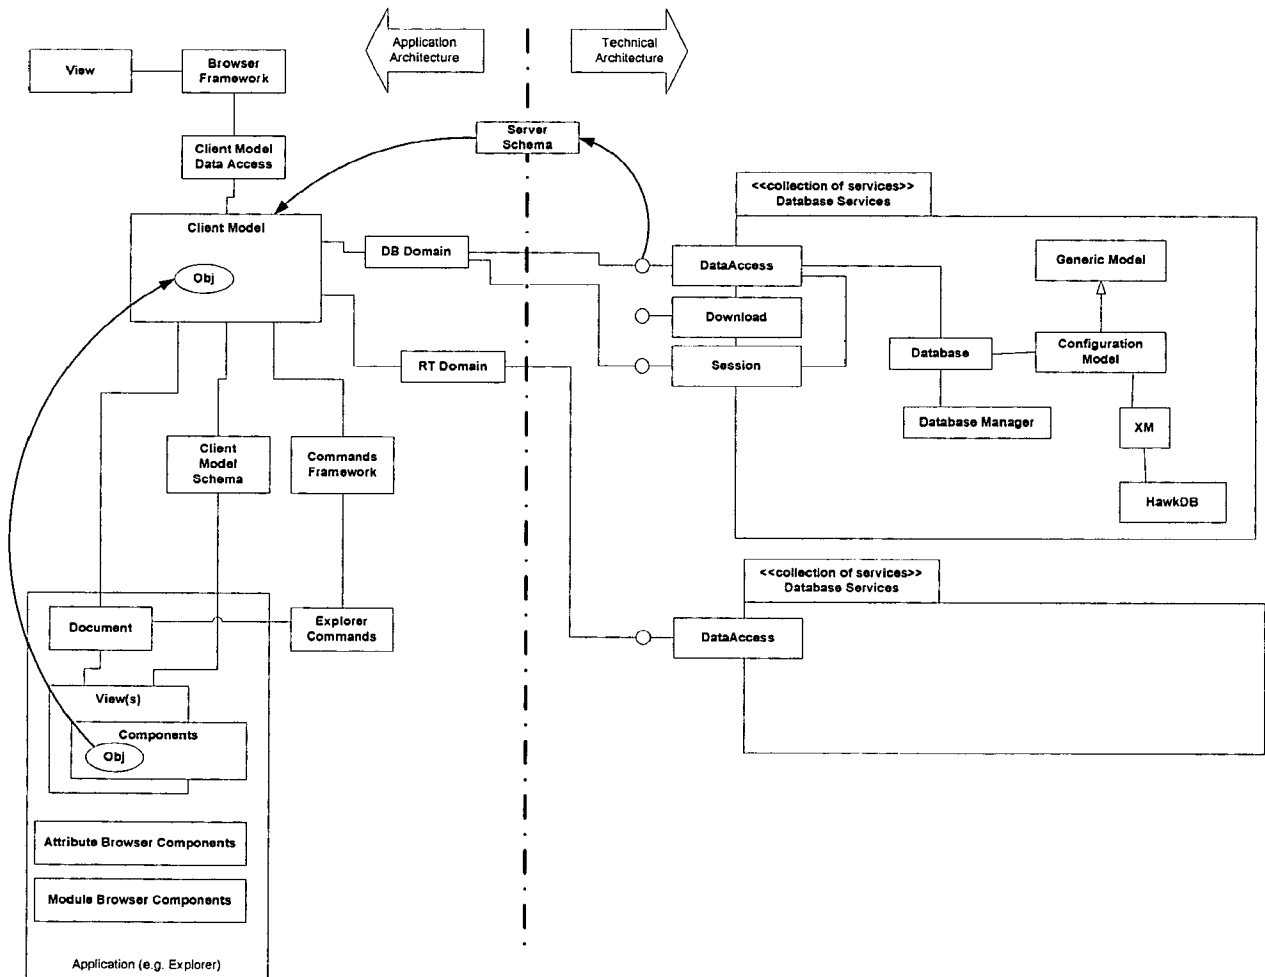 Application
Architecture
Technical
Architecture
View
Browser
Framework
Server
Schema
Client Model
Data Access
<<collection of services>>
Database Services
Client Model
Obj
DB Domain
DataAccess
Generic Model
Download
RT Domain
Session
Database
Configuration
Model
Database Manager
XM
HawkDB
Client
Model
Schema
Commands
Framework
<<collection of services>>
Database Services
Document
Explorer
Commands
DataAccess
View(s)
Components
Obj
Attribute Browser Components
Module Browser Components
Application (e.g. Explorer)